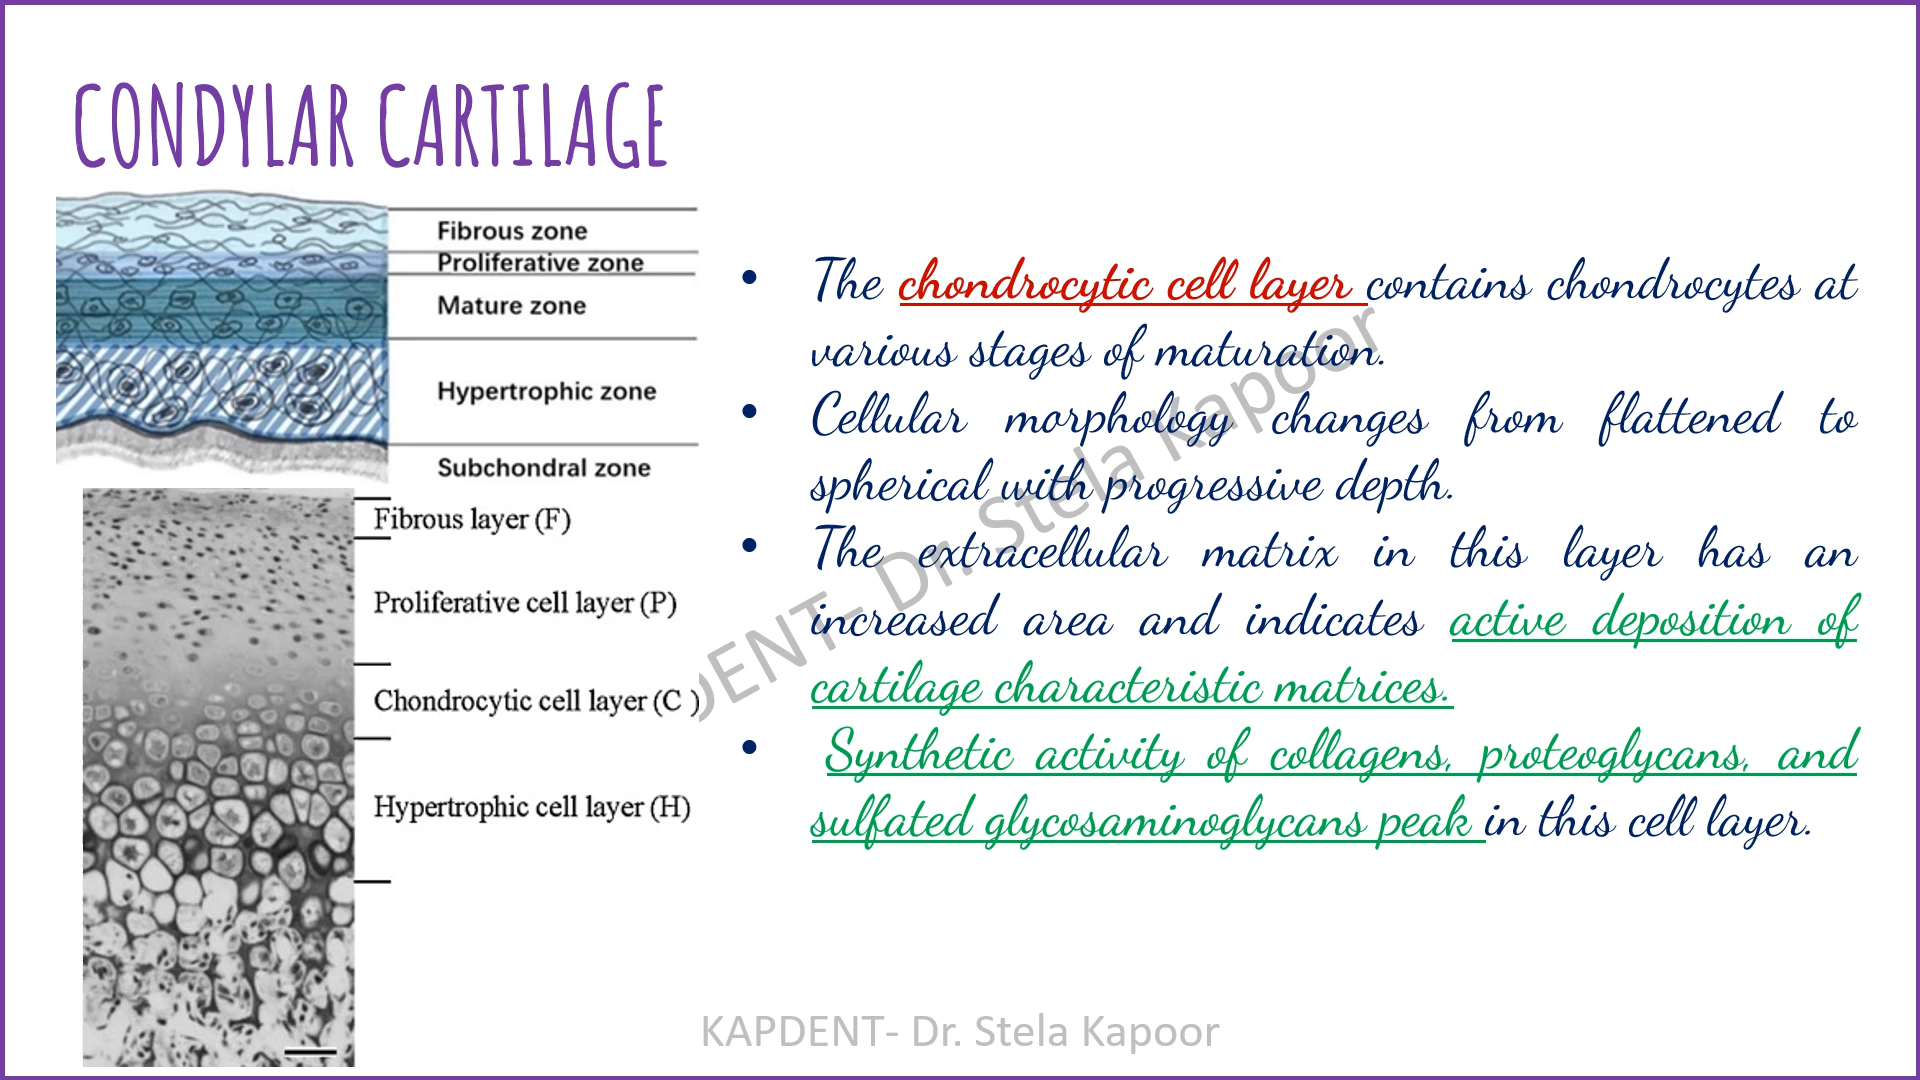 CONDYLAR CARTILAGE
Fibrous zone
Proliferative zone
Mature zone
Hypertrophic zone
Subchondral zone
Fibrous layer (F)
Proliferative cell layer (P)
Chondrocytic cell layer (C )
Hypertrophic cell layer (H)
• The chondrocytic cell layer contains chondrocytes at
various stages of maturation.
• Cellular morphology changes from flattened to
spherical with progressive depth.
• The extracellular matrix in this layer has an
increased area and indicates active deposition of
cartilage characteristic matrices.
• Synthetic activity of collagens, proteoglycans, and
sulfated glycosaminoglycans peak in this cell layer.
DENT- Dr. Stela Kapoor
KAPDENT- Dr. Stela Kapoor